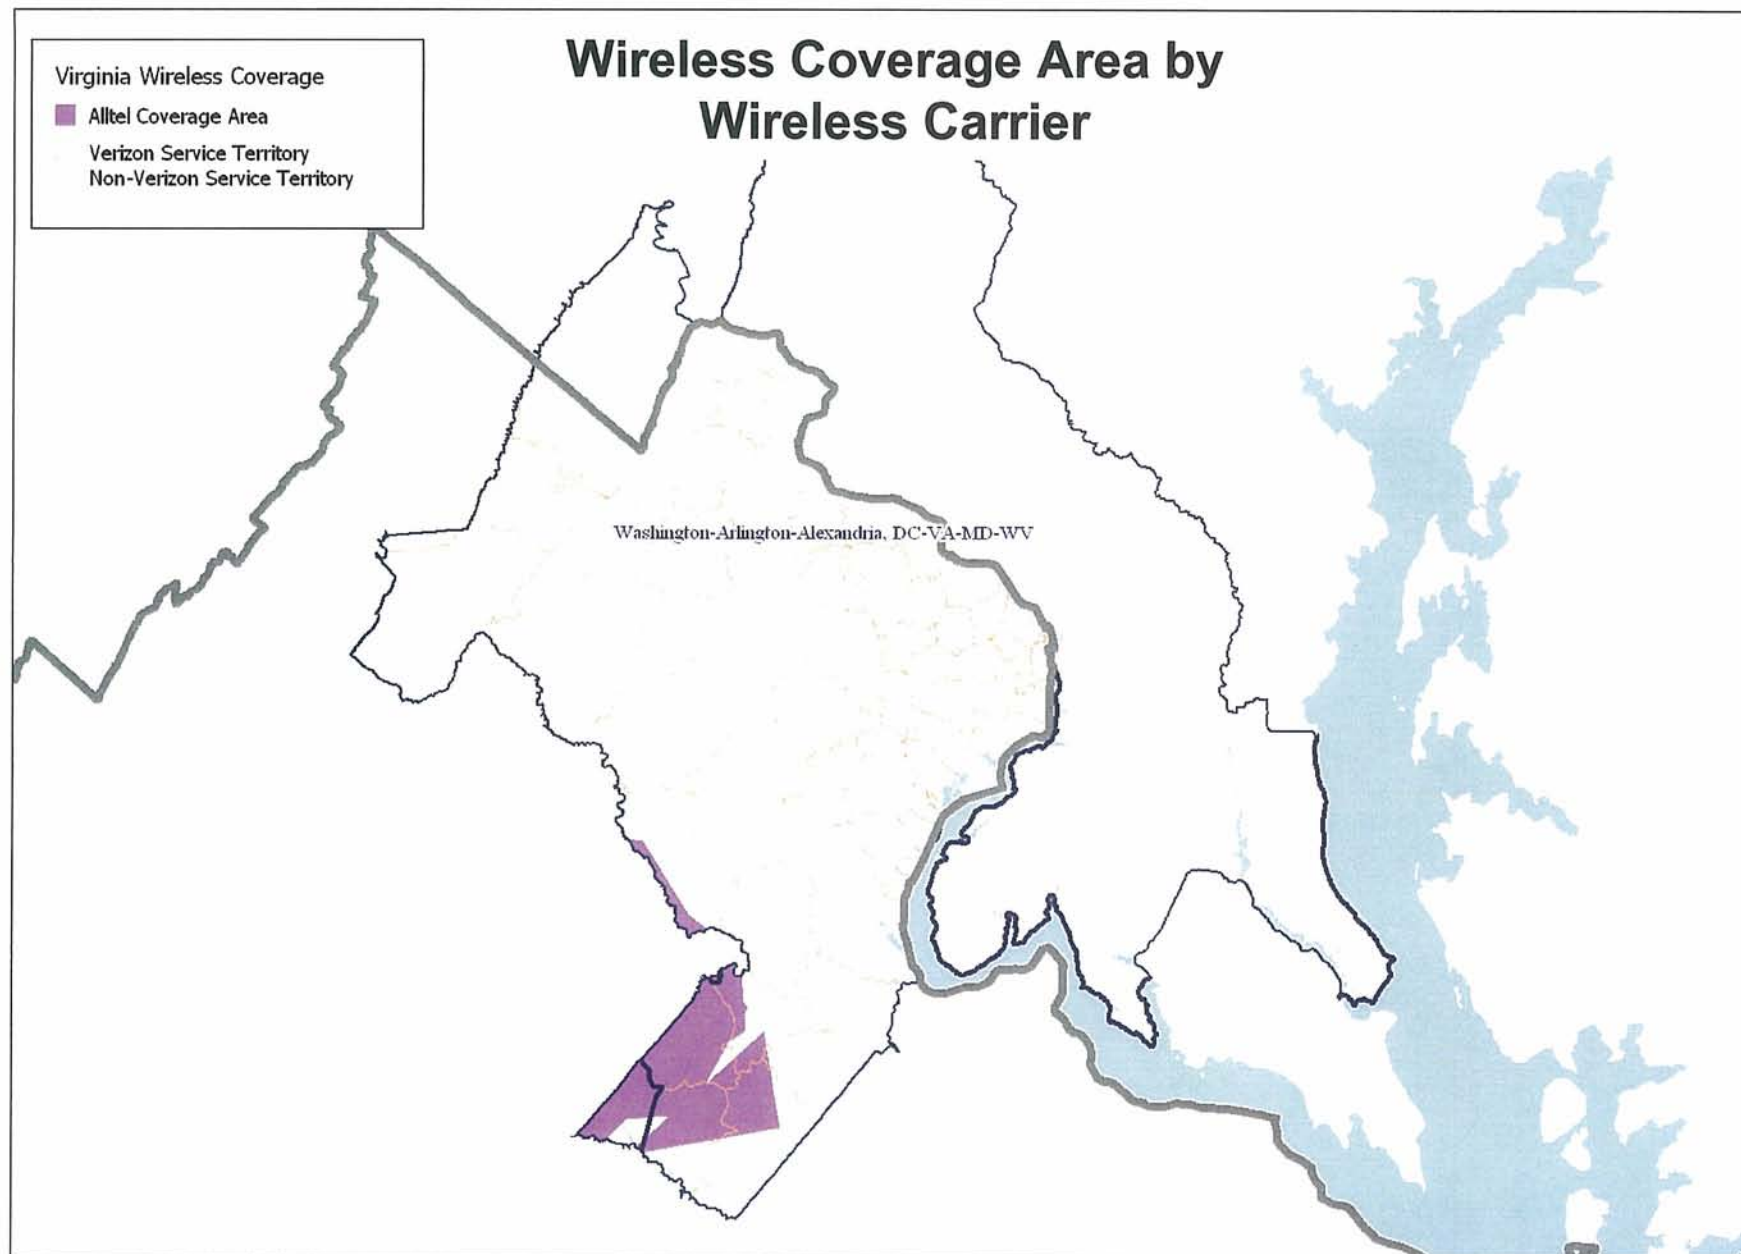 Wireless Coverage Area by
Wireless Carrier
Virginia Wireless Coverage
Alltel Coverage Area
Verizon Service Territory
Non-Verizon Service Territory
Washington-Arlington-Alexandria, DC-VA-MD-WV